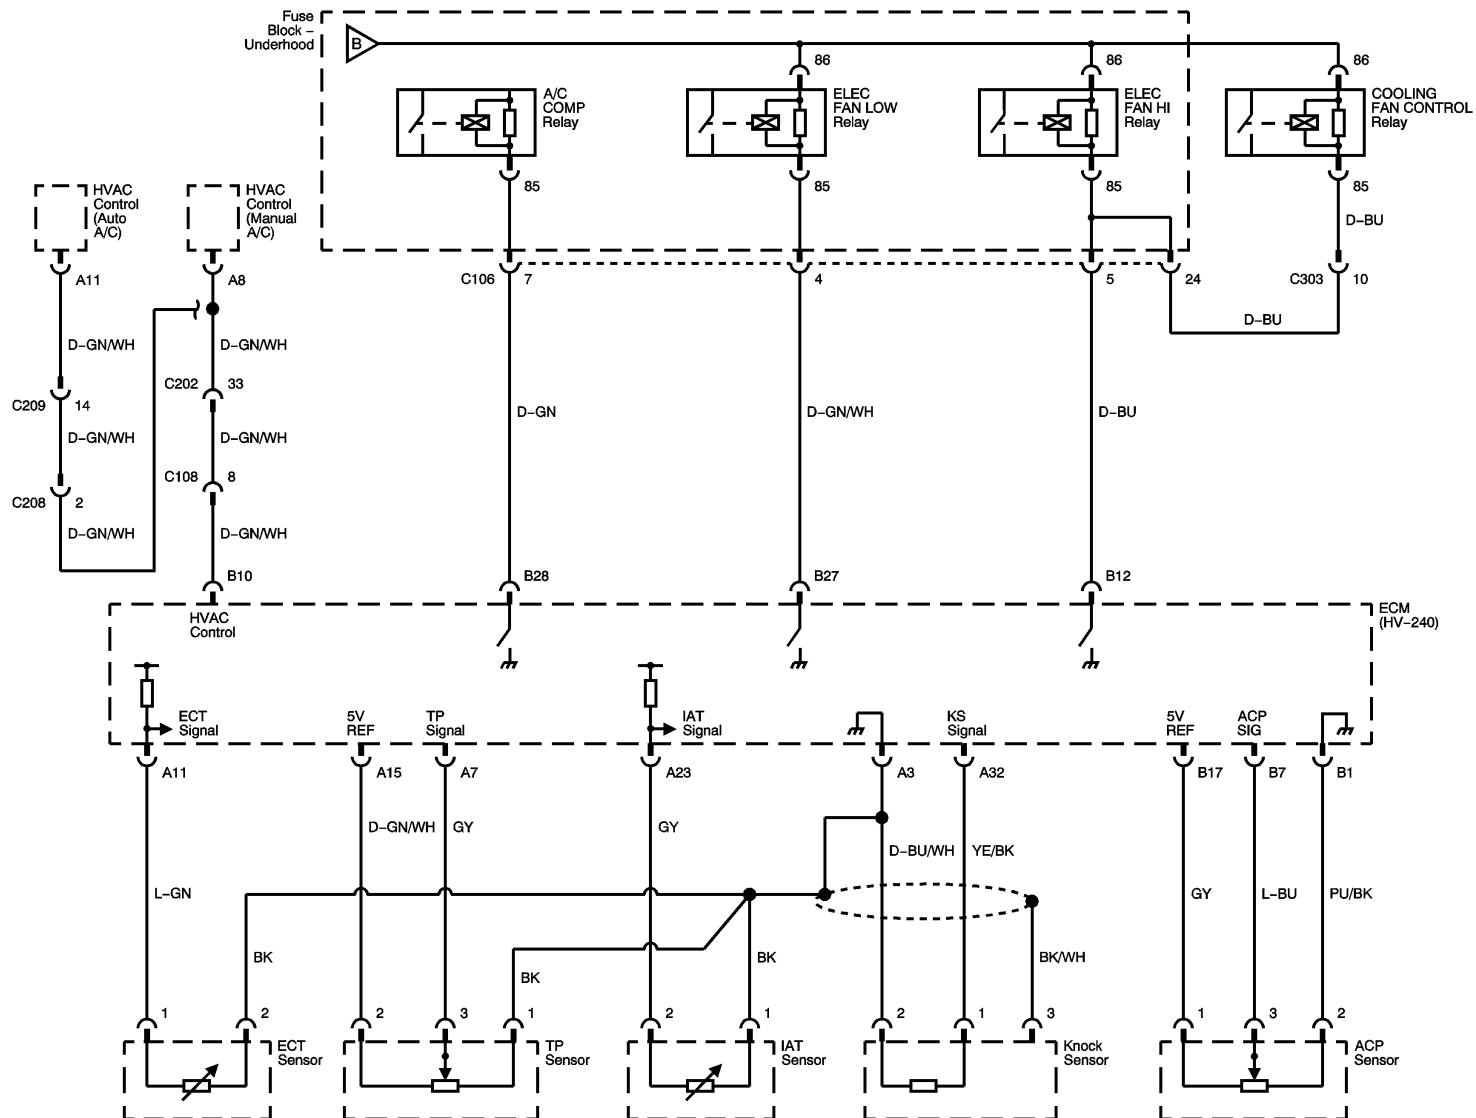 Fuse
Block –
Underhood
B
86
86
86
A/C
COMP
Relay
ELEC
FAN LOW
Relay
ELEC
FAN HI
Relay
COOLING
FAN CONTROL
Relay
85
85
85
85
HVAC
Control
(Auto
A/C)
HVAC
Control
(Manual
A/C)
D–BU
A11
A8
C106
7
4
5
24
C303
10
D–BU
D–GN/WH
D–GN/WH
C202
33
C209
14
D–GN
D–GN/WH
D–BU
D–GN/WH
D–GN/WH
C108
8
C208
2
D–GN/WH
D–GN/WH
B10
B28
B27
B12
HVAC
Control
ECM
(HV–240)
ECT
Signal
5V
REF
TP
Signal
IAT
Signal
KS
Signal
5V
REF
ACP
SIG
A11
A15
A7
A23
A3
A32
B17
B7
B1
D–GN/WH
GY
GY
D–BU/WH
YE/BK
L–GN
GY
L–BU
PU/BK
BK
BK
BK
BK/WH
1
2
2
3
1
2
1
2
1
3
1
3
2
ECT
Sensor
TP
Sensor
IAT
Sensor
Knock
Sensor
ACP
Sensor